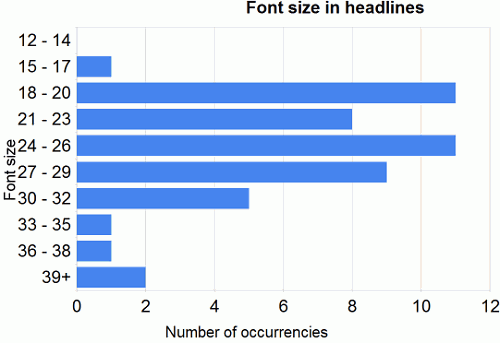 Font size in headlines
Font size
12 - 14
15 - 17
18 - 20
21 - 23
24 - 26
27 - 29
30 - 32
33 - 35
36 - 38
39+
0 2 4 6 8 10 12
Number of occurrencies